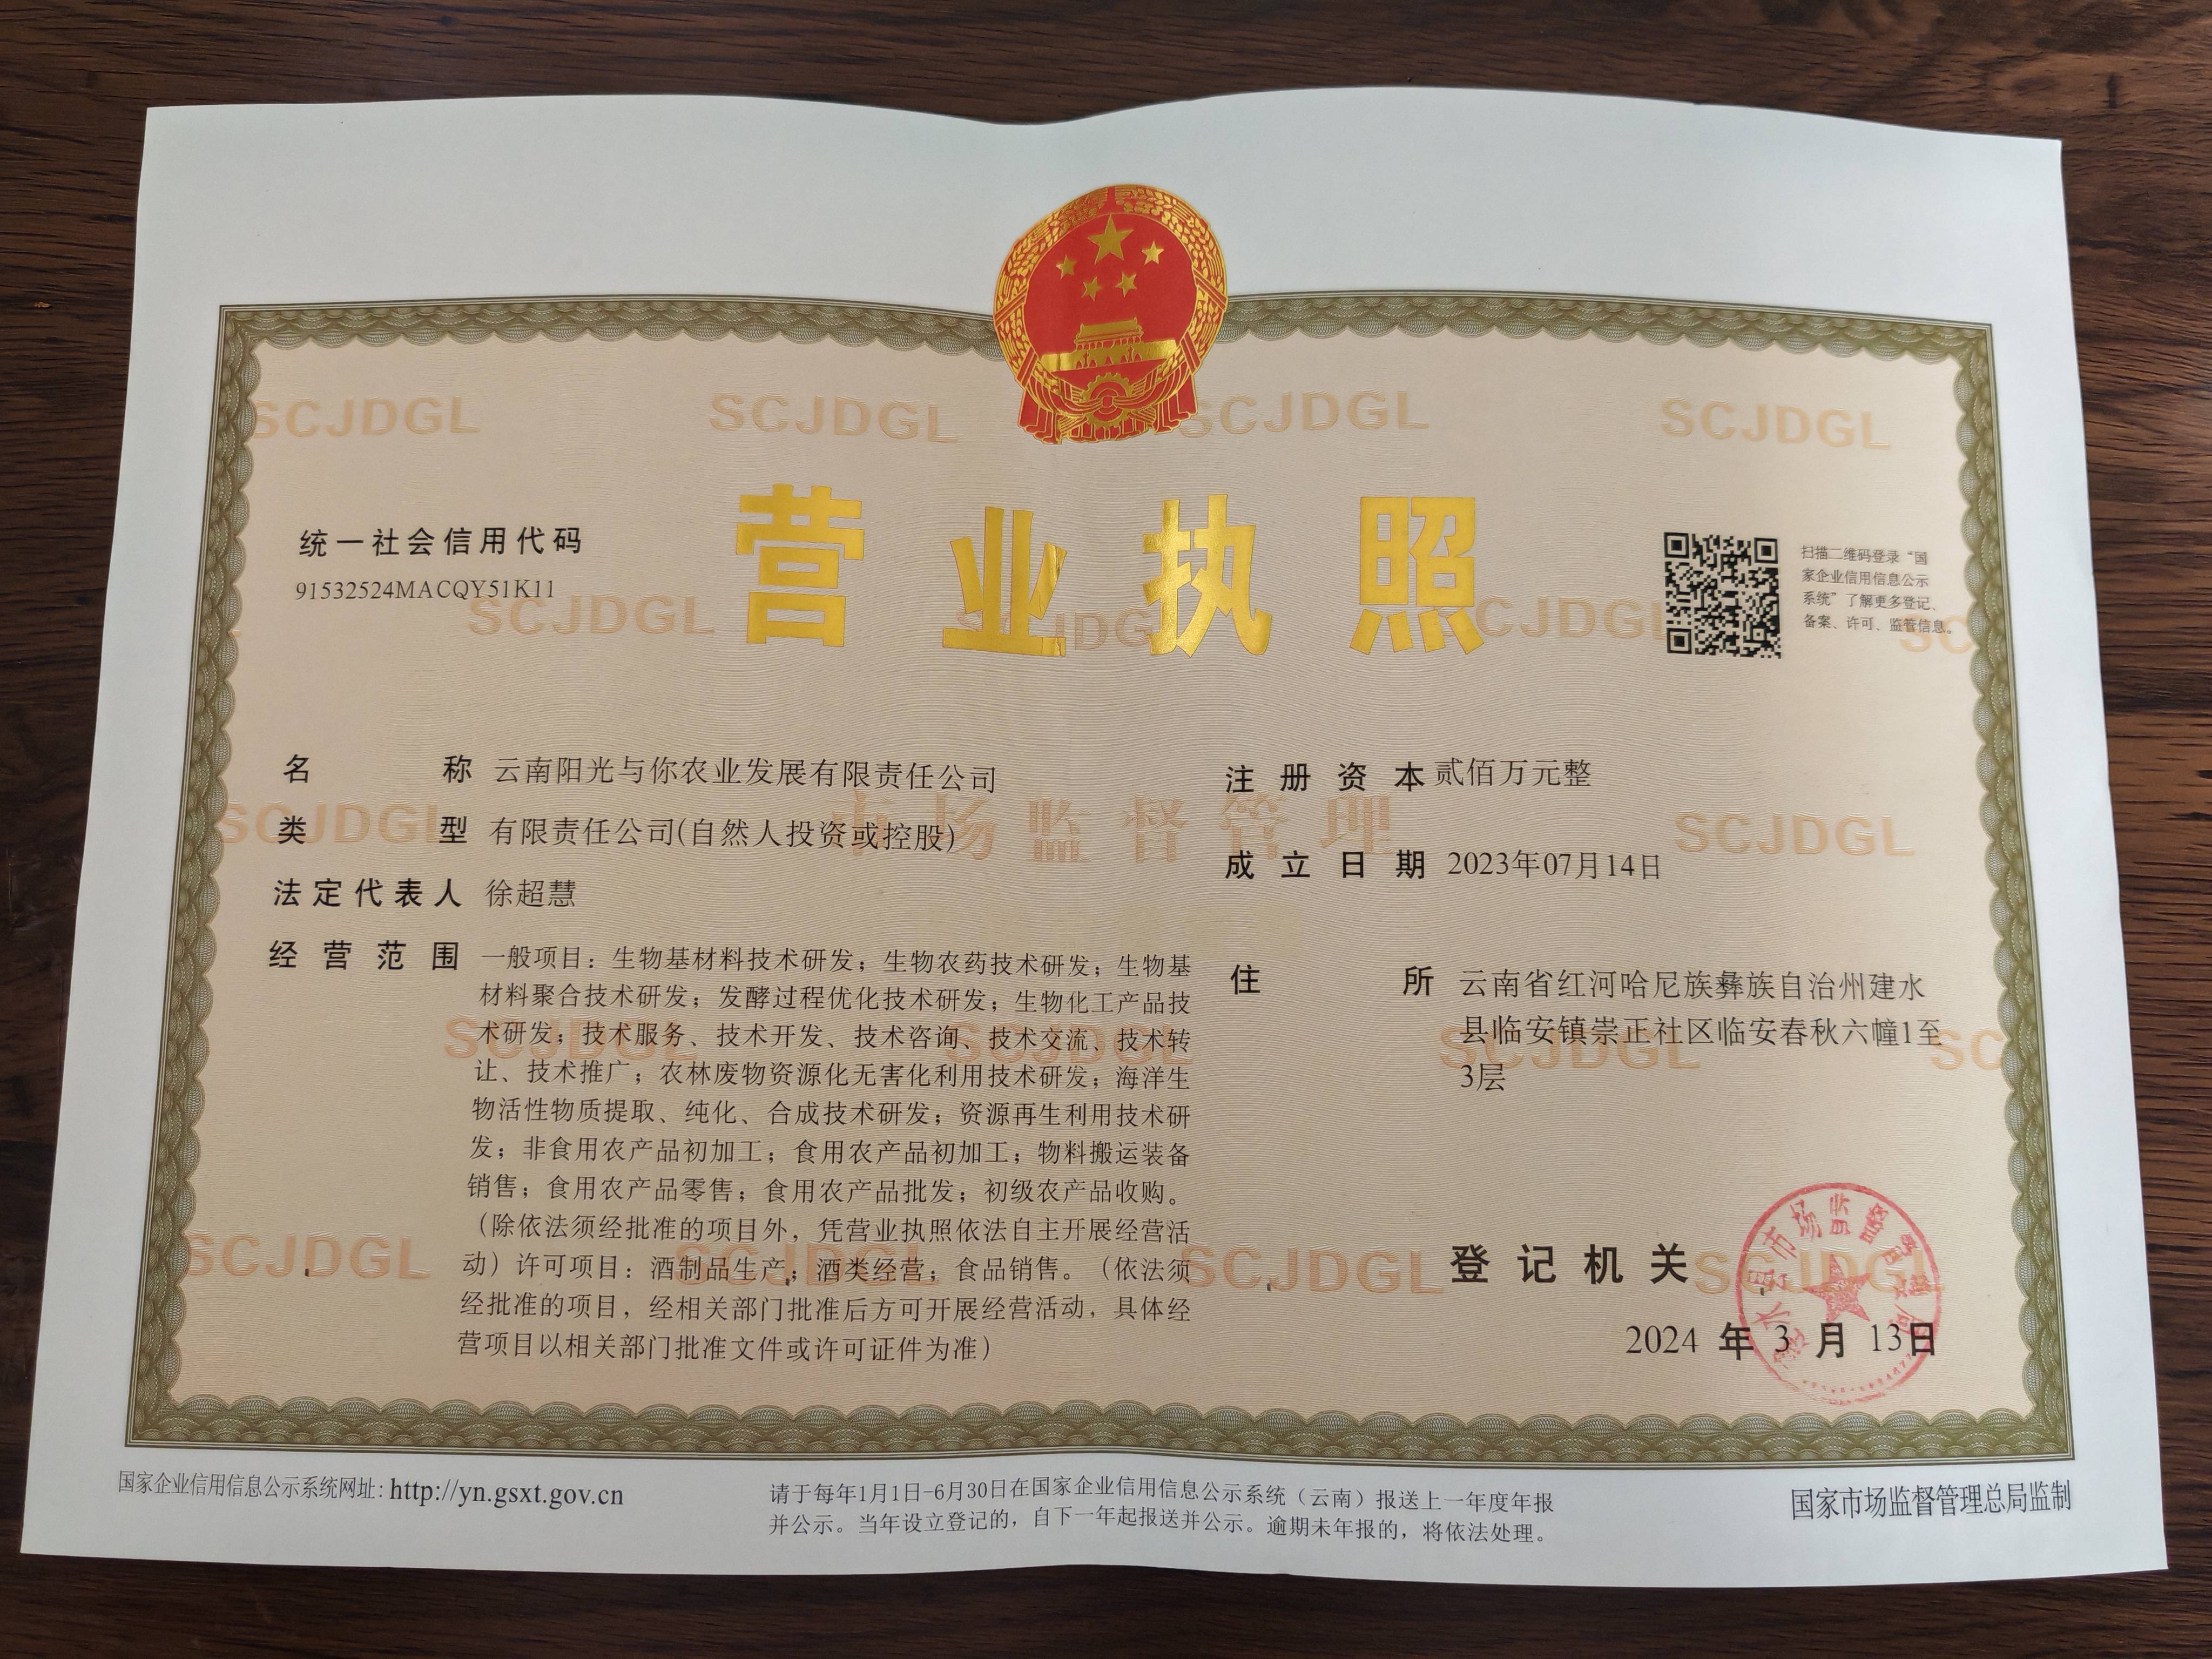 营业执照
统一社会信用代码
91532524MACQY51K11
扫描二维码登录“国
家企业信用信息公示
系统”了解更多登记、
备案、许可、监管信息。
名称 云南阳光与你农业发展有限责任公司
类型 有限责任公司(自然人投资或控股)
法定代表人 徐超慧
经营范围 一般项目：生物基材料技术研发；生物农药技术研发；生物基
材料聚合技术研发；发酵过程优化技术研发；生物化工产品技
术研发；技术服务、技术开发、技术咨询、技术交流、技术转
让、技术推广；农林废物资源化无害化利用技术研发；海洋生
物活性物质提取、纯化、合成技术研发；资源再生利用技术研
发；非食用农产品初加工；食用农产品初加工；物料搬运装备
销售；食用农产品零售；食用农产品批发；初级农产品收购。
（除依法须经批准的项目外，凭营业执照依法自主开展经营活
动）许可项目：酒制品生产；酒类经营；食品销售。（依法须
经批准的项目，经相关部门批准后方可开展经营活动，具体经
营项目以相关部门批准文件或许可证件为准）
注册资本 贰佰万元整
成立日期 2023年07月14日
住所 云南省红河哈尼族彝族自治州建水
县临安镇崇正社区临安春秋六幢1至
3层
登记机关
建水县市场监督管理局
2024 年 3 月 13日
SCJDGL
市场监督管理
国家企业信用信息公示系统网址：http://yn.gsxt.gov.cn
请于每年1月1日-6月30日在国家企业信用信息公示系统（云南）报送上一年度年报
并公示。当年设立登记的，自下一年起报送并公示。逾期未年报的，将依法处理。
国家市场监督管理总局监制